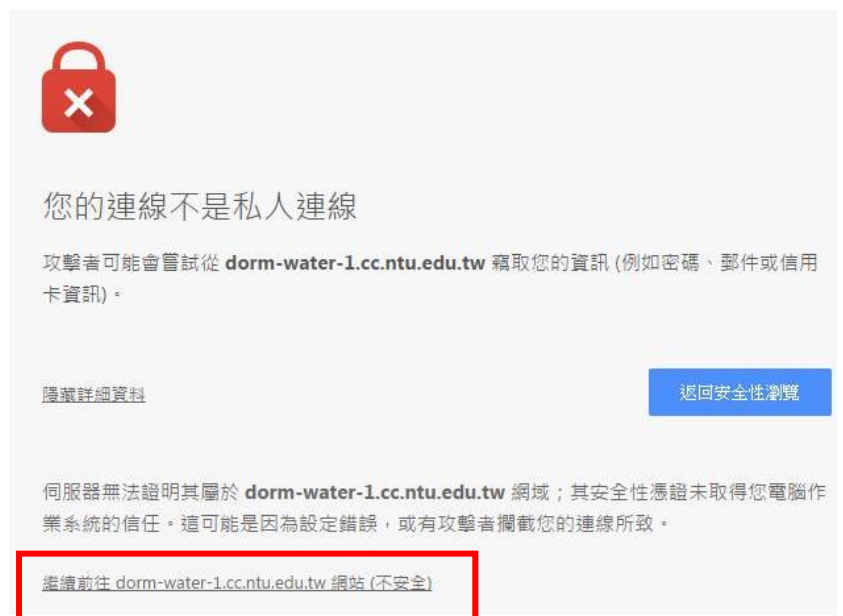 您的連線不是私人連線
攻擊者可能會嘗試從 dorm-water-1.cc.ntu.edu.tw 竊取您的資訊 (例如密碼、郵件或信用
卡資訊)。
隱藏詳細資料
返回安全性瀏覽
伺服器無法證明其屬於 dorm-water-1.cc.ntu.edu.tw 網域；其安全性憑證未取得您電腦作
業系統的信任。這可能是因為設定錯誤，或有攻擊者攔截您的連線所致。
繼續前往 dorm-water-1.cc.ntu.edu.tw 網站 (不安全)